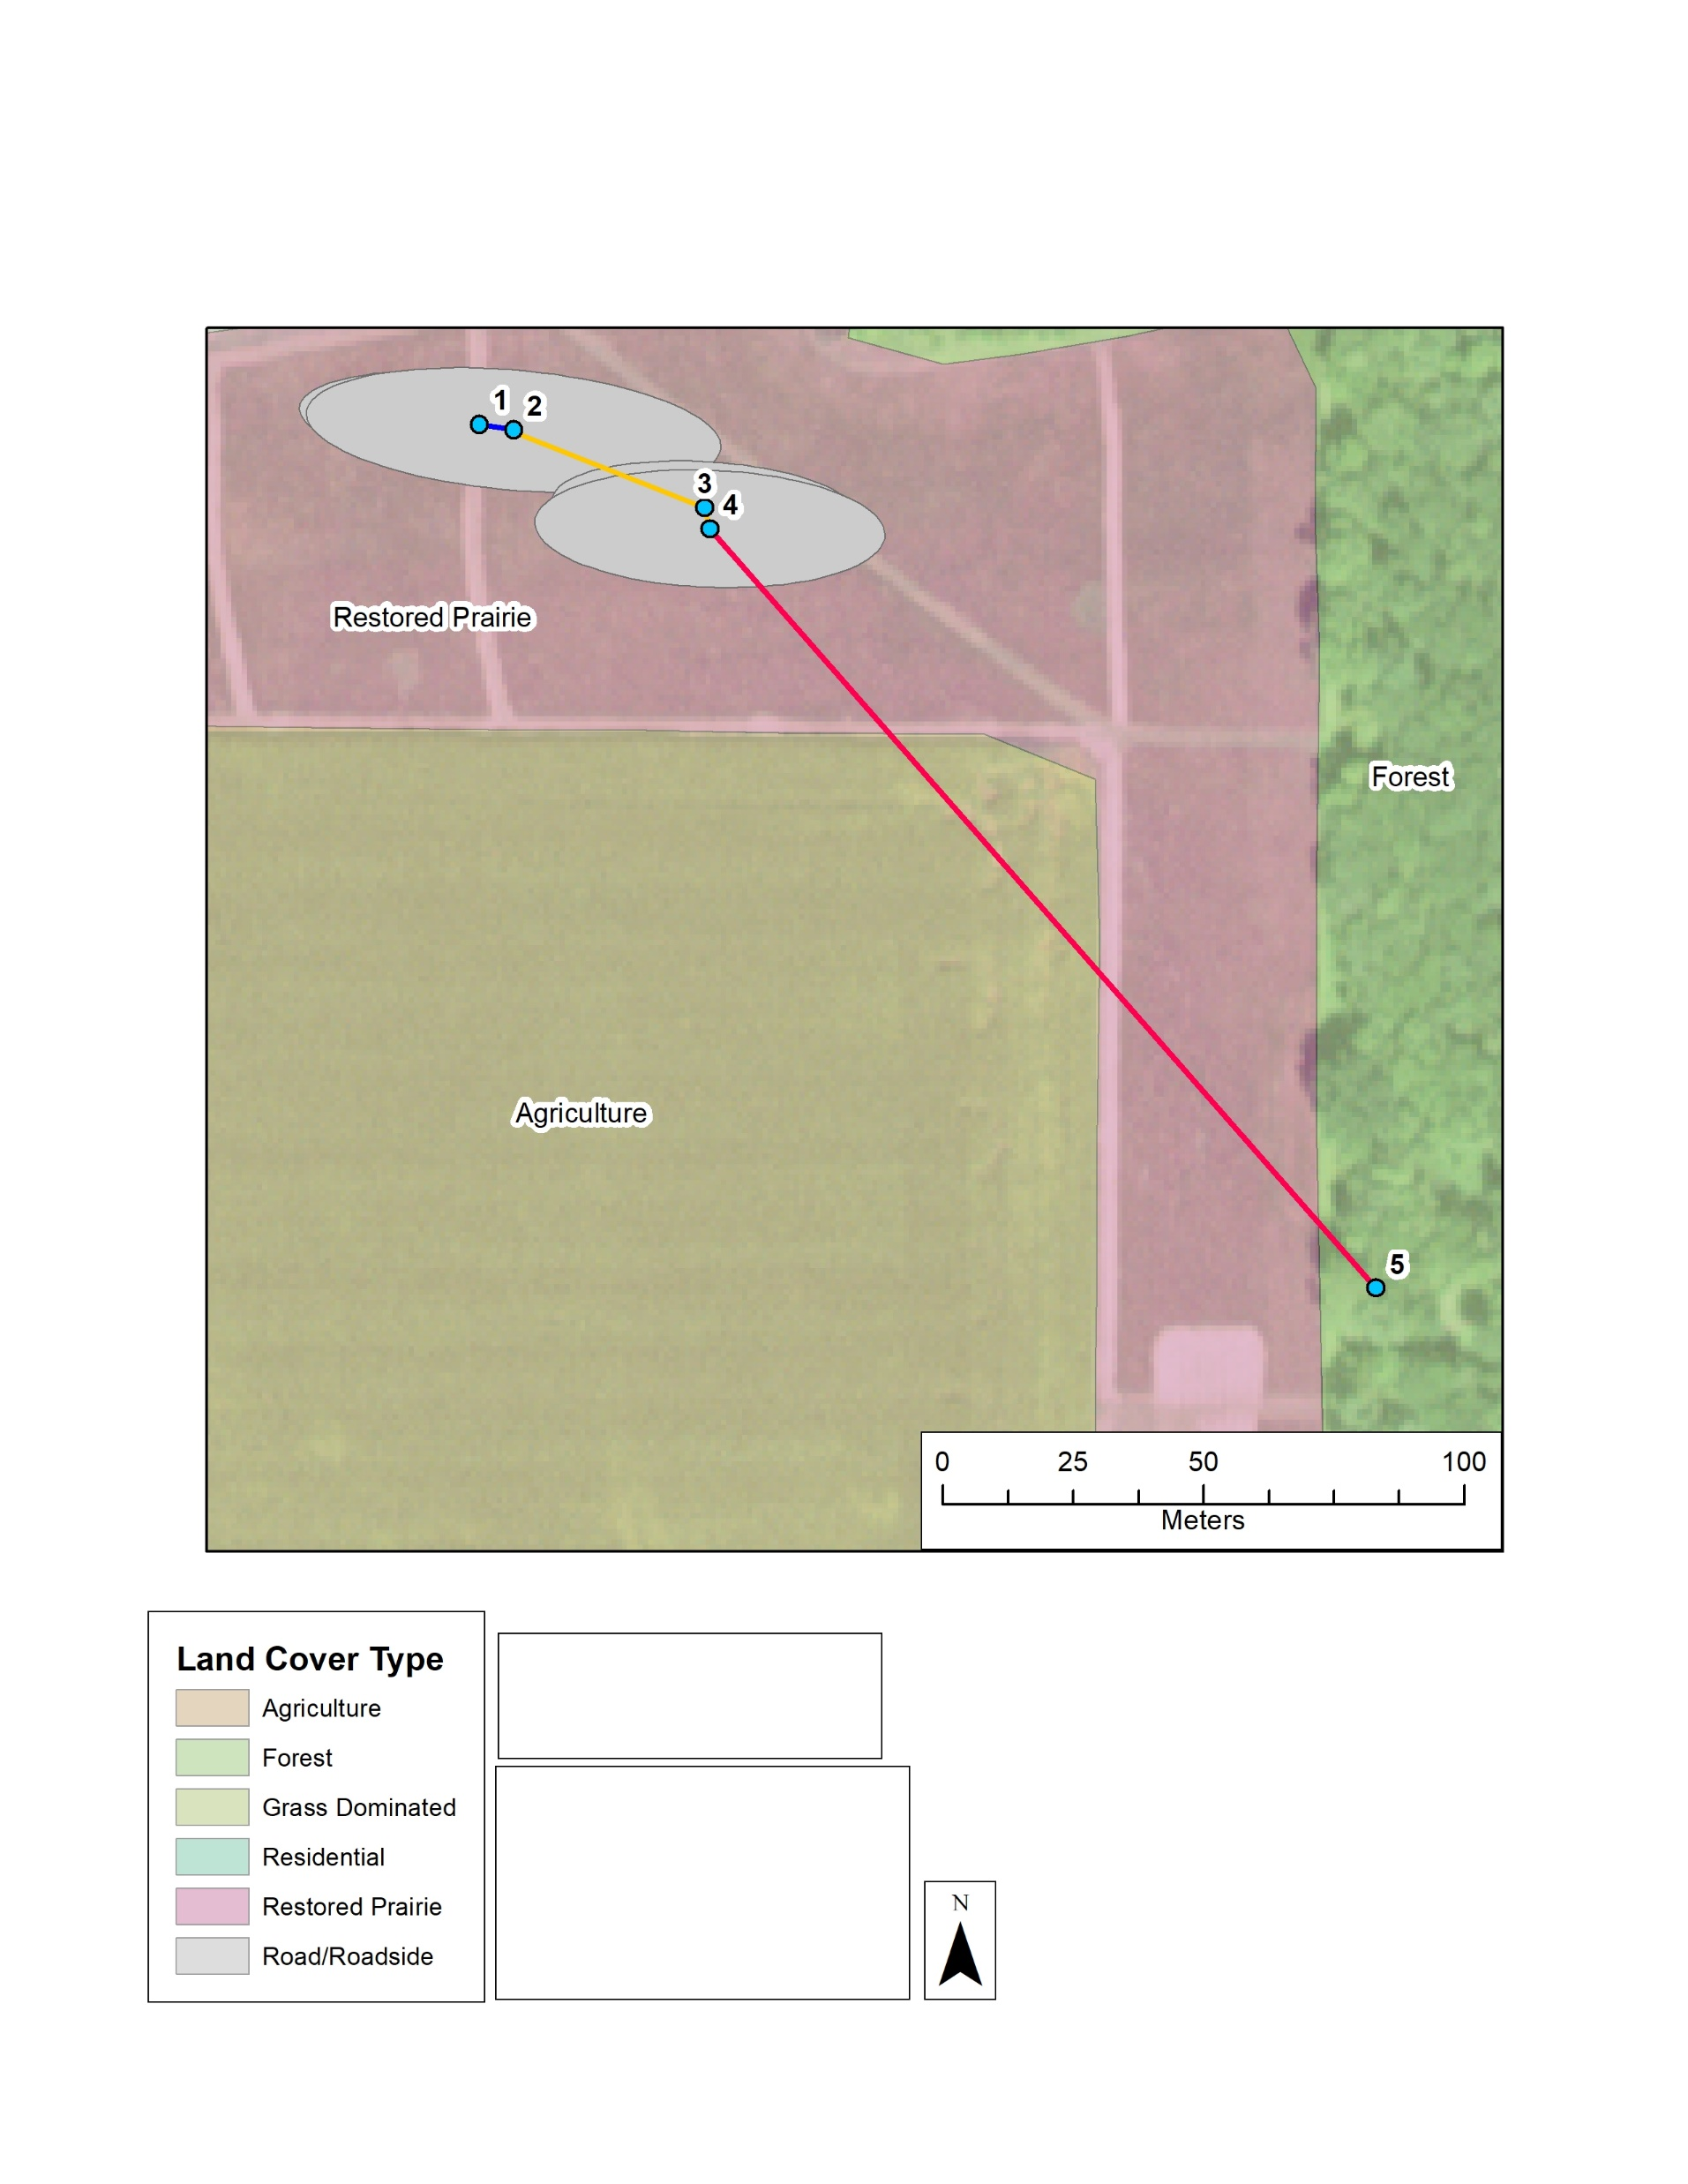 1
2
3
4
Restored Prairie
Forest
Agriculture
5
0 25 50 100
Meters
Land Cover Type
Agriculture
Forest
Grass Dominated
Residential
Restored Prairie
Road/Roadside
N